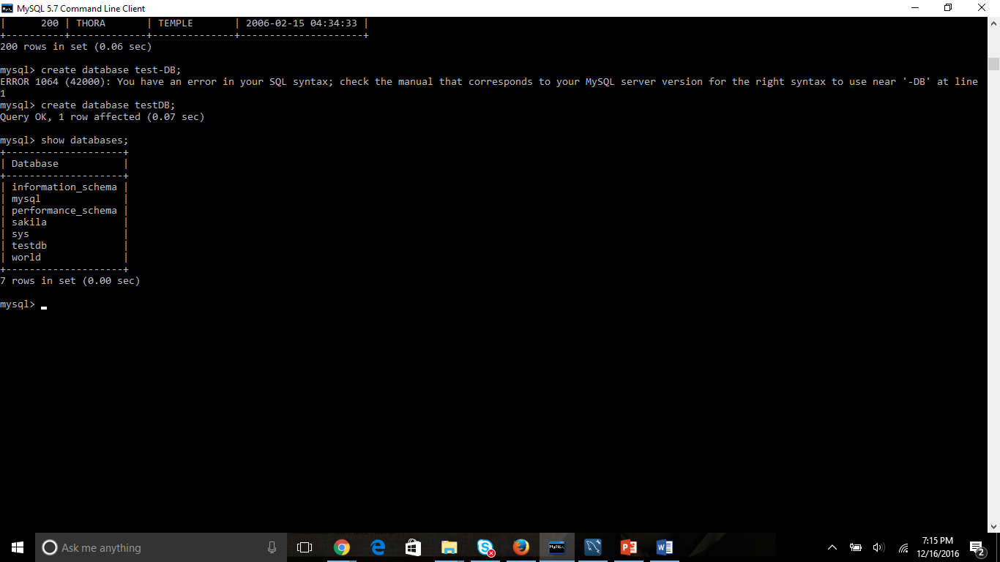 MySQL 5.7 Command Line Client
|      200 | THORA       | TEMPLE       | 2006-02-15 04:34:33 |
+----------+-------------+--------------+---------------------+
200 rows in set (0.06 sec)
mysql> create database test-DB;
ERROR 1064 (42000): You have an error in your SQL syntax; check the manual that corresponds to your MySQL server version for the right syntax to use near '-DB' at line
1
mysql> create database testDB;
Query OK, 1 row affected (0.07 sec)
mysql> show databases;
+--------------------+
| Database           |
+--------------------+
| information_schema |
| mysql              |
| performance_schema |
| sakila             |
| sys                |
| testdb             |
| world              |
+--------------------+
7 rows in set (0.00 sec)
mysql> _
Ask me anything
7:15 PM
12/16/2016
2